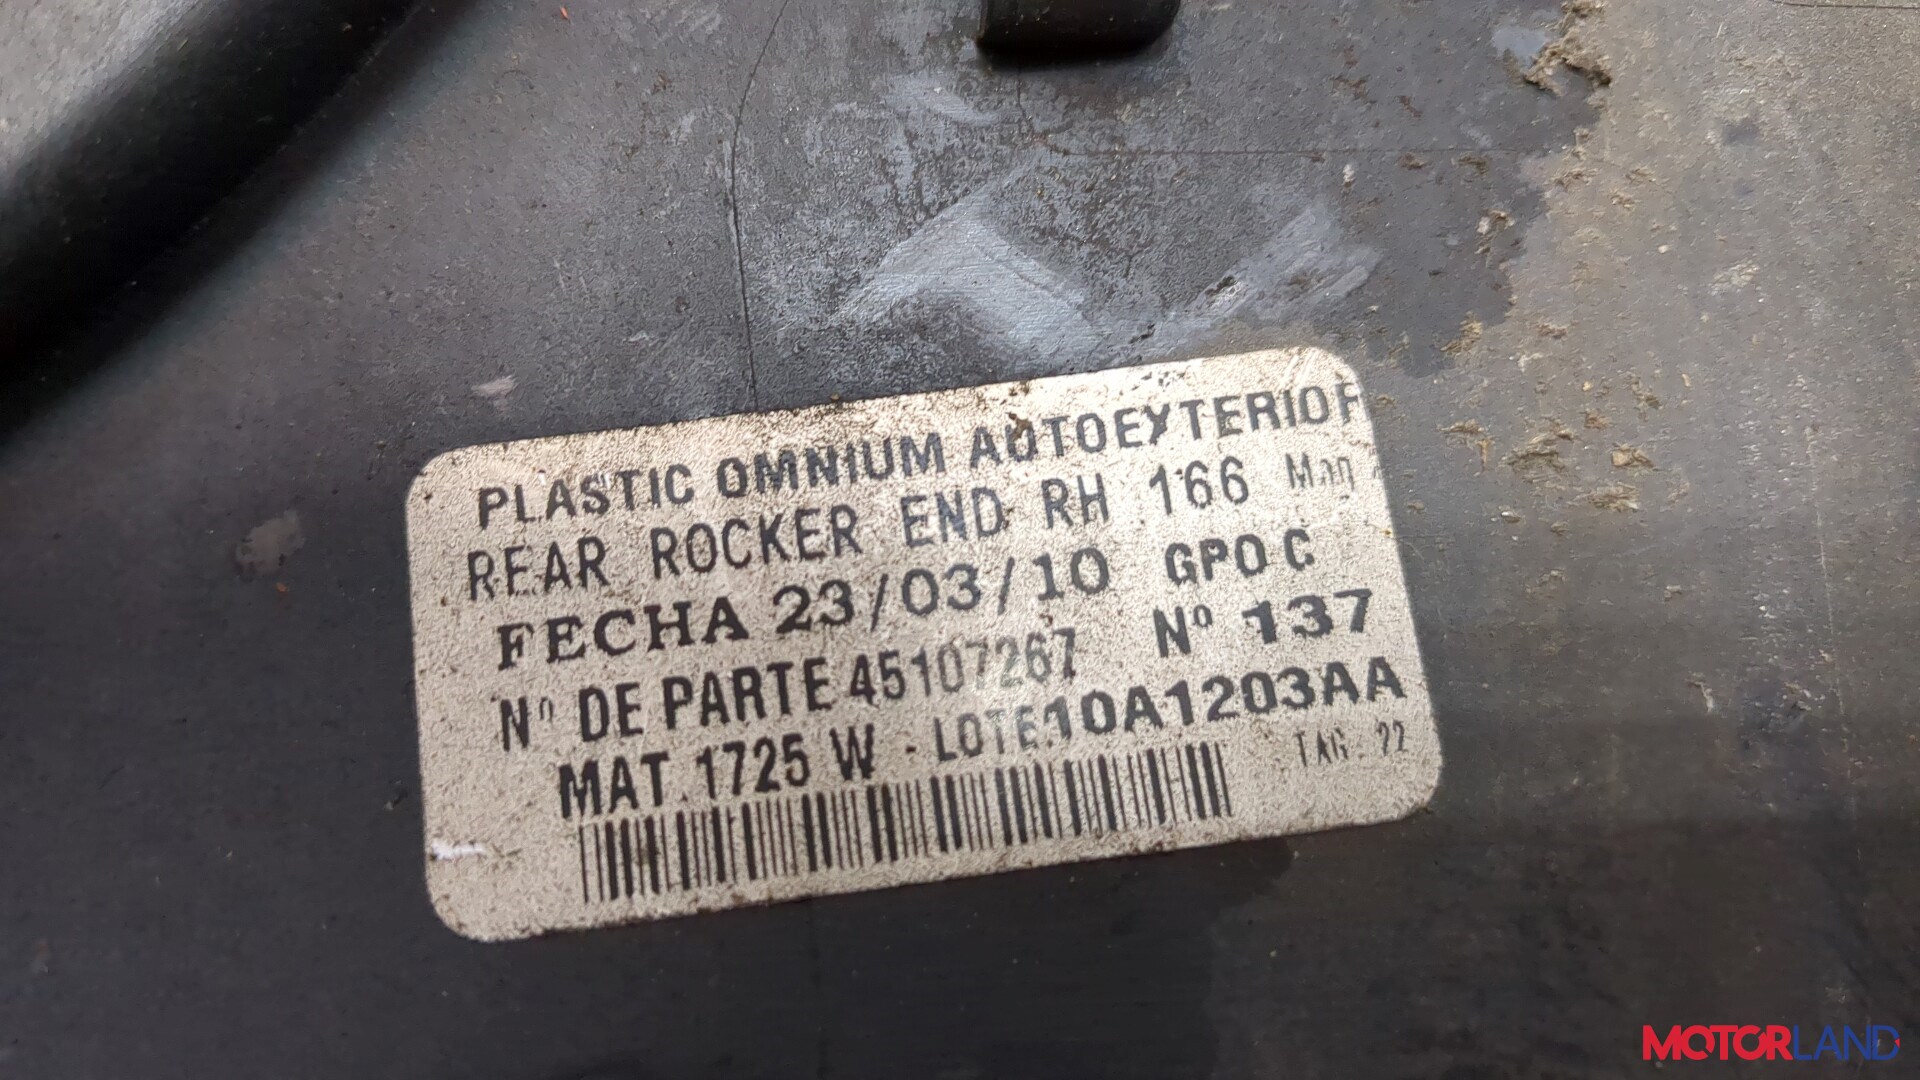 PLASTIC OMNIUM AUTOEXTERIOR
REAR ROCKER END RH 166
FECHA 23/03/10 GPO C
Nº DE PARTE 45107267 Nº 137
MAT. 1725 W - LOTE:10A1203AA
TAG. 22
MOTORLAND